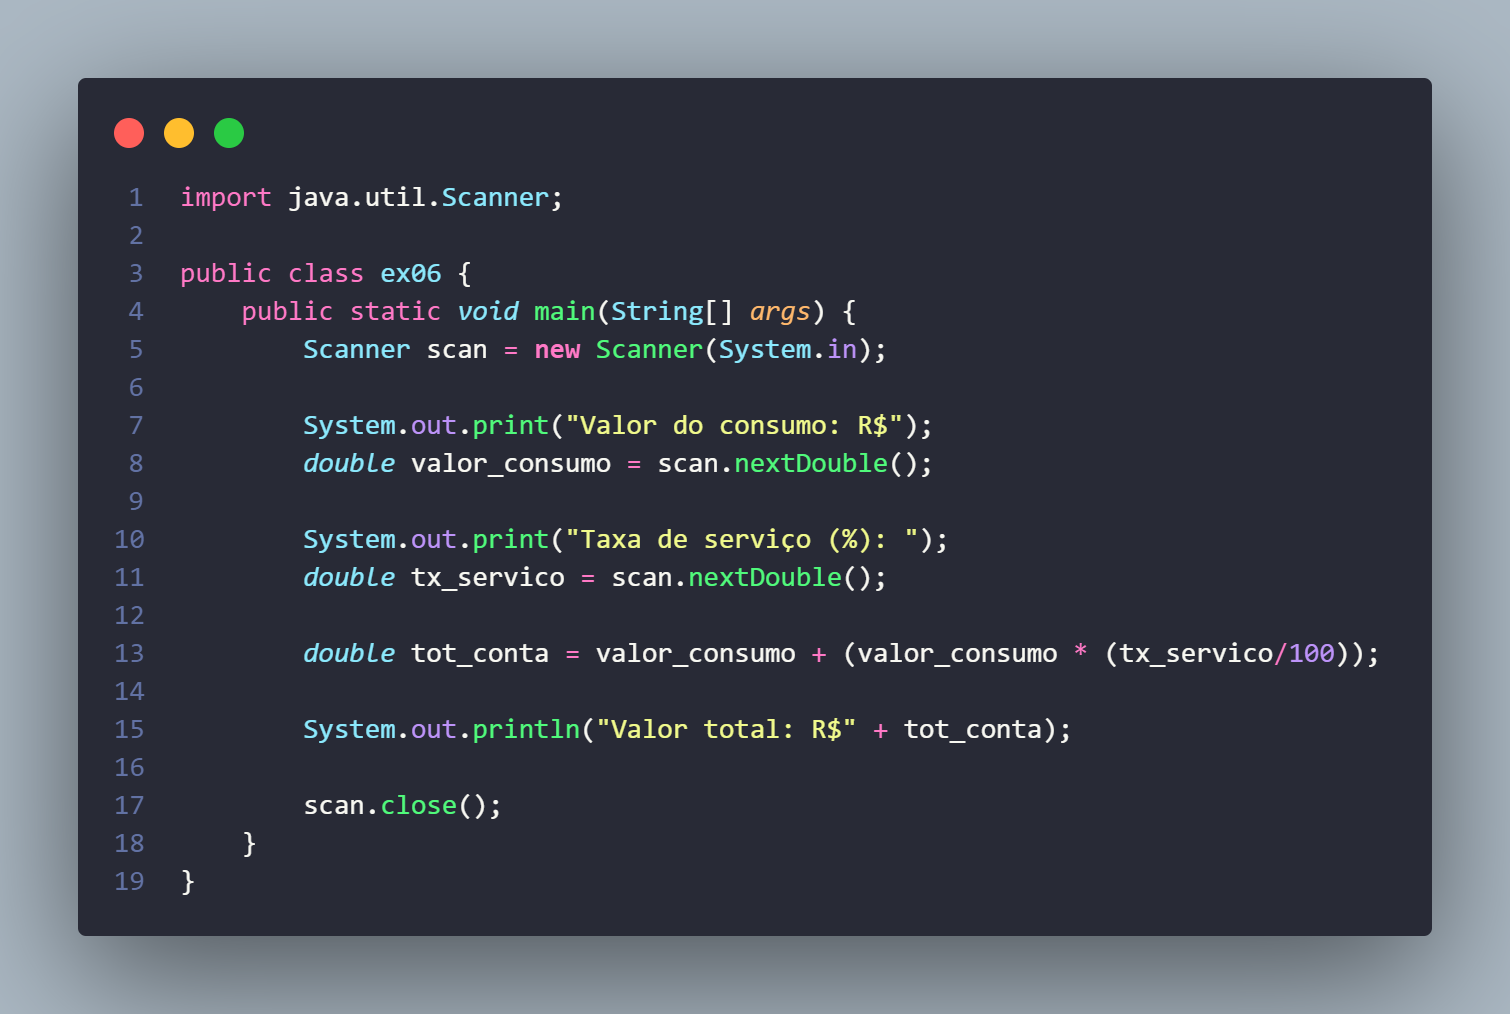 1 import java.util.Scanner;
2
3 public class ex06 {
4     public static void main(String[] args) {
5         Scanner scan = new Scanner(System.in);
6
7         System.out.print("Valor do consumo: R$");
8         double valor_consumo = scan.nextDouble();
9
10         System.out.print("Taxa de serviço (%): ");
11         double tx_servico = scan.nextDouble();
12
13         double tot_conta = valor_consumo + (valor_consumo * (tx_servico/100));
14
15         System.out.println("Valor total: R$" + tot_conta);
16
17         scan.close();
18     }
19 }